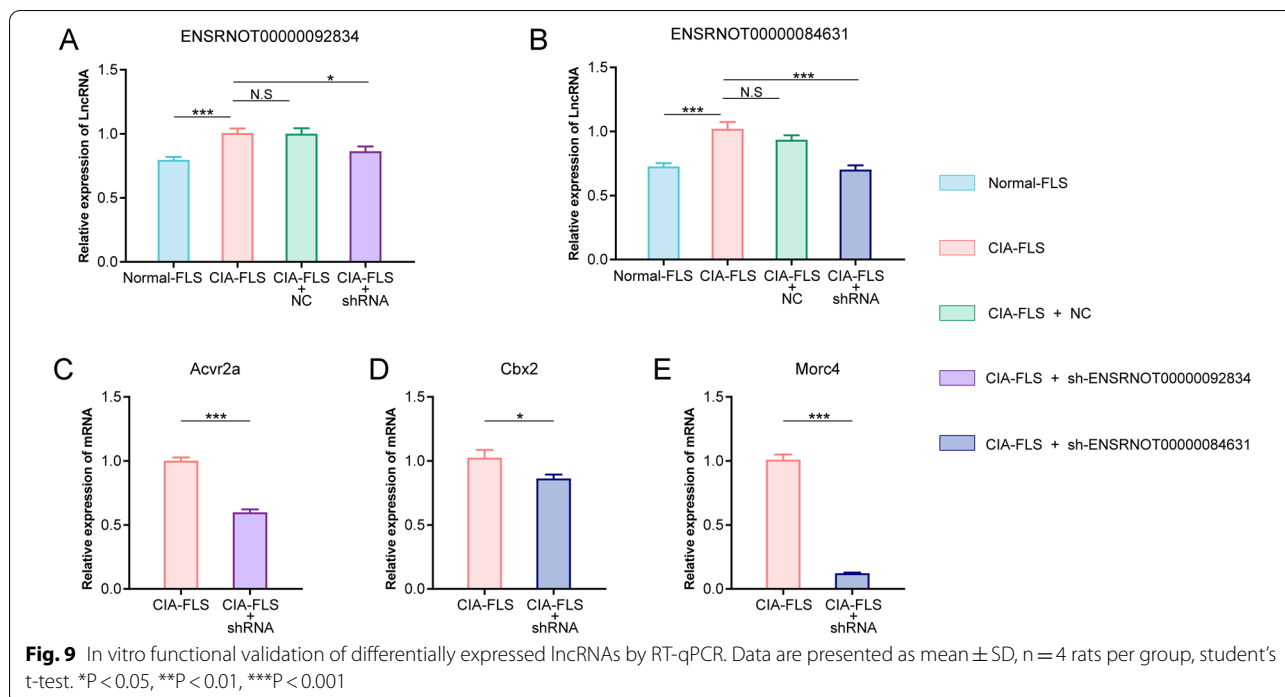 A
ENSRNOT00000092834
Relative expression of LncRNA
1.5
1.0
0.5
0.0
***
N.S
*
Normal-FLS
CIA-FLS
CIA-FLS
+
NC
CIA-FLS
+
shRNA
B
ENSRNOT00000084631
Relative expression of LncRNA
1.5
1.0
0.5
0.0
***
N.S
***
Normal-FLS
CIA-FLS
CIA-FLS
+
NC
CIA-FLS
+
shRNA
Normal-FLS
CIA-FLS
CIA-FLS + NC
CIA-FLS + sh-ENSRNOT00000092834
CIA-FLS + sh-ENSRNOT00000084631
C
Acvr2a
Relative expression of mRNA
1.5
1.0
0.5
0.0
***
CIA-FLS
CIA-FLS
+
shRNA
D
Cbx2
Relative expression of mRNA
1.5
1.0
0.5
0.0
*
CIA-FLS
CIA-FLS
+
shRNA
E
Morc4
Relative expression of mRNA
1.5
1.0
0.5
0.0
***
CIA-FLS
CIA-FLS
+
shRNA
Fig. 9 In vitro functional validation of differentially expressed lncRNAs by RT-qPCR. Data are presented as mean ± SD, n = 4 rats per group, student's
t-test. *P < 0.05, **P < 0.01, ***P < 0.001